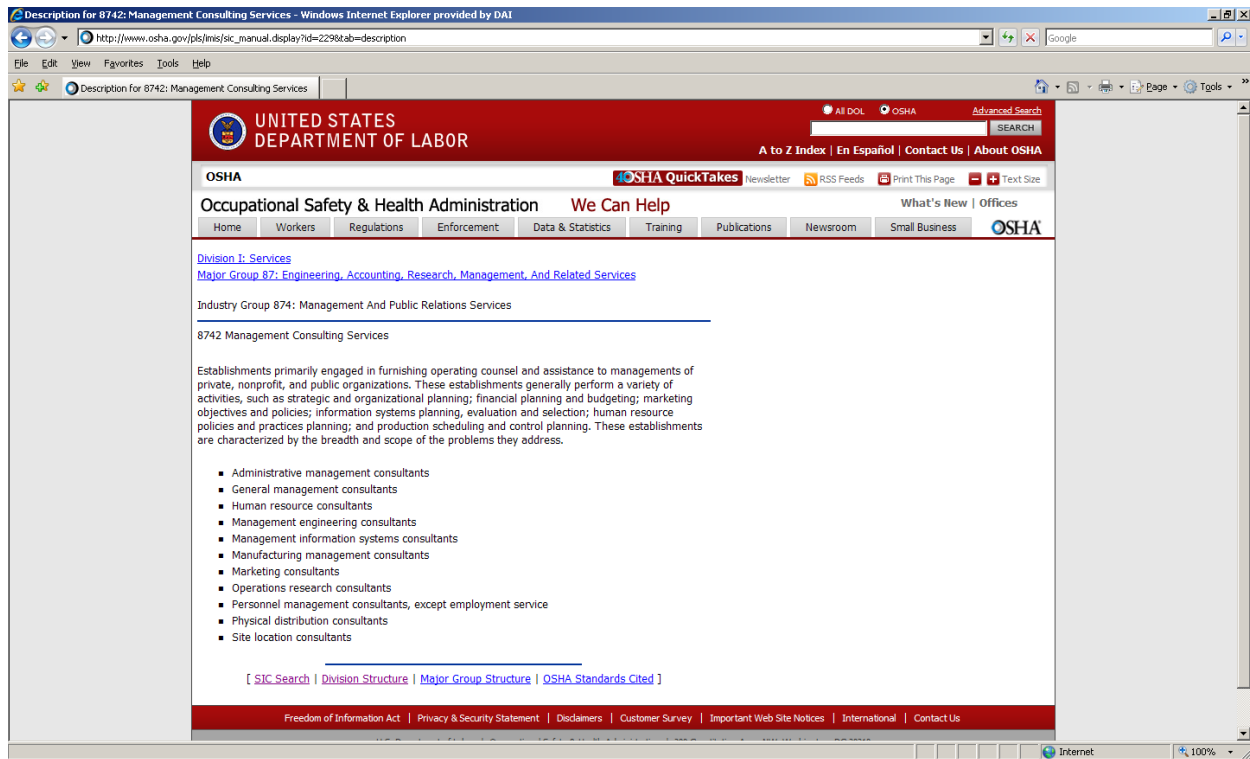 Description for 8742: Management Consulting Services - Windows Internet Explorer provided by DAI
http://www.osha.gov/pls/imis/sic_manual.display?id=229&tab=description
Google
File Edit View Favorites Tools Help
Description for 8742: Management Consulting Services
Page Tools
UNITED STATES
DEPARTMENT OF LABOR
All DOL OSHA Advanced Search
SEARCH
A to Z Index | En Español | Contact Us | About OSHA
OSHA
40SHA QuickTakes Newsletter RSS Feeds Print This Page Text Size
Occupational Safety & Health Administration We Can Help
What's New | Offices
Home Workers Regulations Enforcement Data & Statistics Training Publications Newsroom Small Business OSHA
Division I: Services
Major Group 87: Engineering, Accounting, Research, Management, And Related Services
Industry Group 874: Management And Public Relations Services
8742 Management Consulting Services
Establishments primarily engaged in furnishing operating counsel and assistance to managements of
private, nonprofit, and public organizations. These establishments generally perform a variety of
activities, such as strategic and organizational planning; financial planning and budgeting; marketing
objectives and policies; information systems planning, evaluation and selection; human resource
policies and practices planning; and production scheduling and control planning. These establishments
are characterized by the breadth and scope of the problems they address.
Administrative management consultants
General management consultants
Human resource consultants
Management engineering consultants
Management information systems consultants
Manufacturing management consultants
Marketing consultants
Operations research consultants
Personnel management consultants, except employment service
Physical distribution consultants
Site location consultants
[ SIC Search | Division Structure | Major Group Structure | OSHA Standards Cited ]
Freedom of Information Act | Privacy & Security Statement | Disclaimers | Customer Survey | Important Web Site Notices | International | Contact Us
Internet
100%